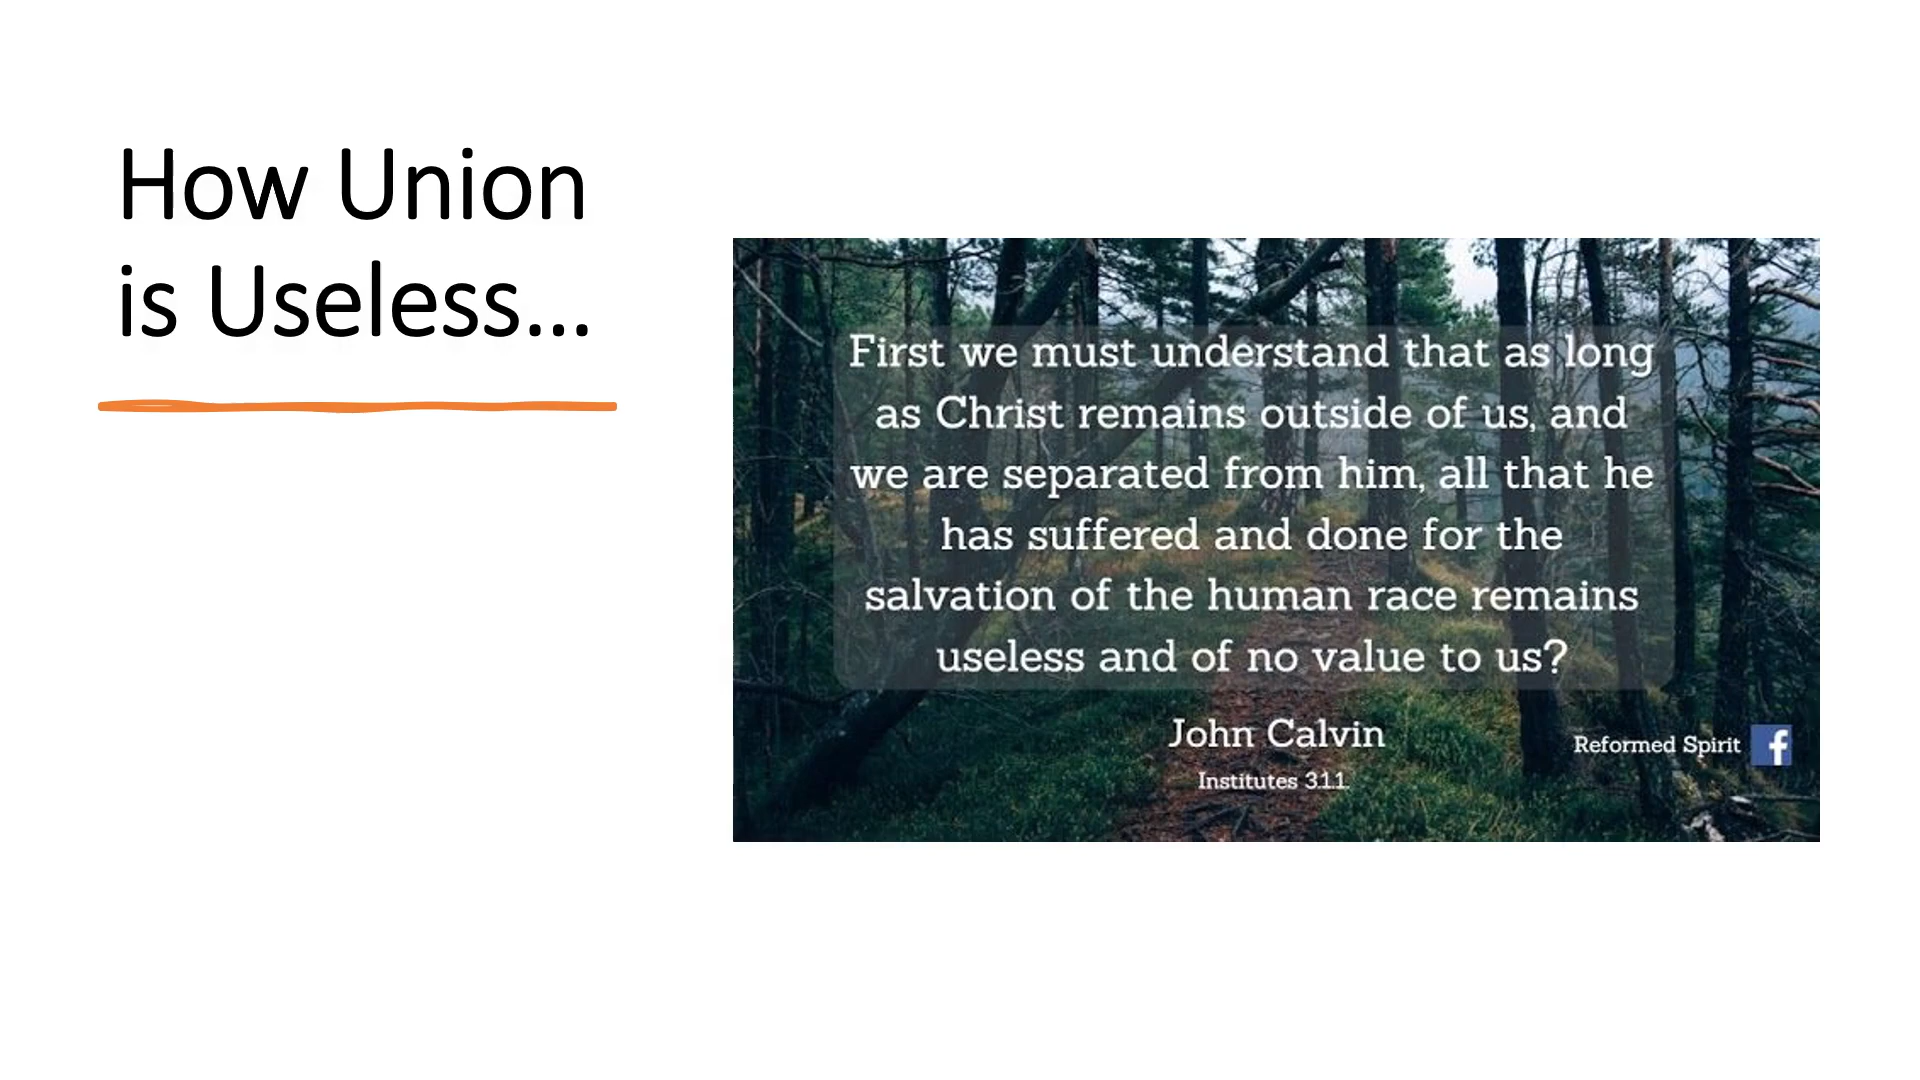 How Union
is Useless...
First we must understand that as long
as Christ remains outside of us, and
we are separated from him, all that he
has suffered and done for the
salvation of the human race remains
useless and of no value to us?
John Calvin
Institutes 3.1.1.
Reformed Spirit f